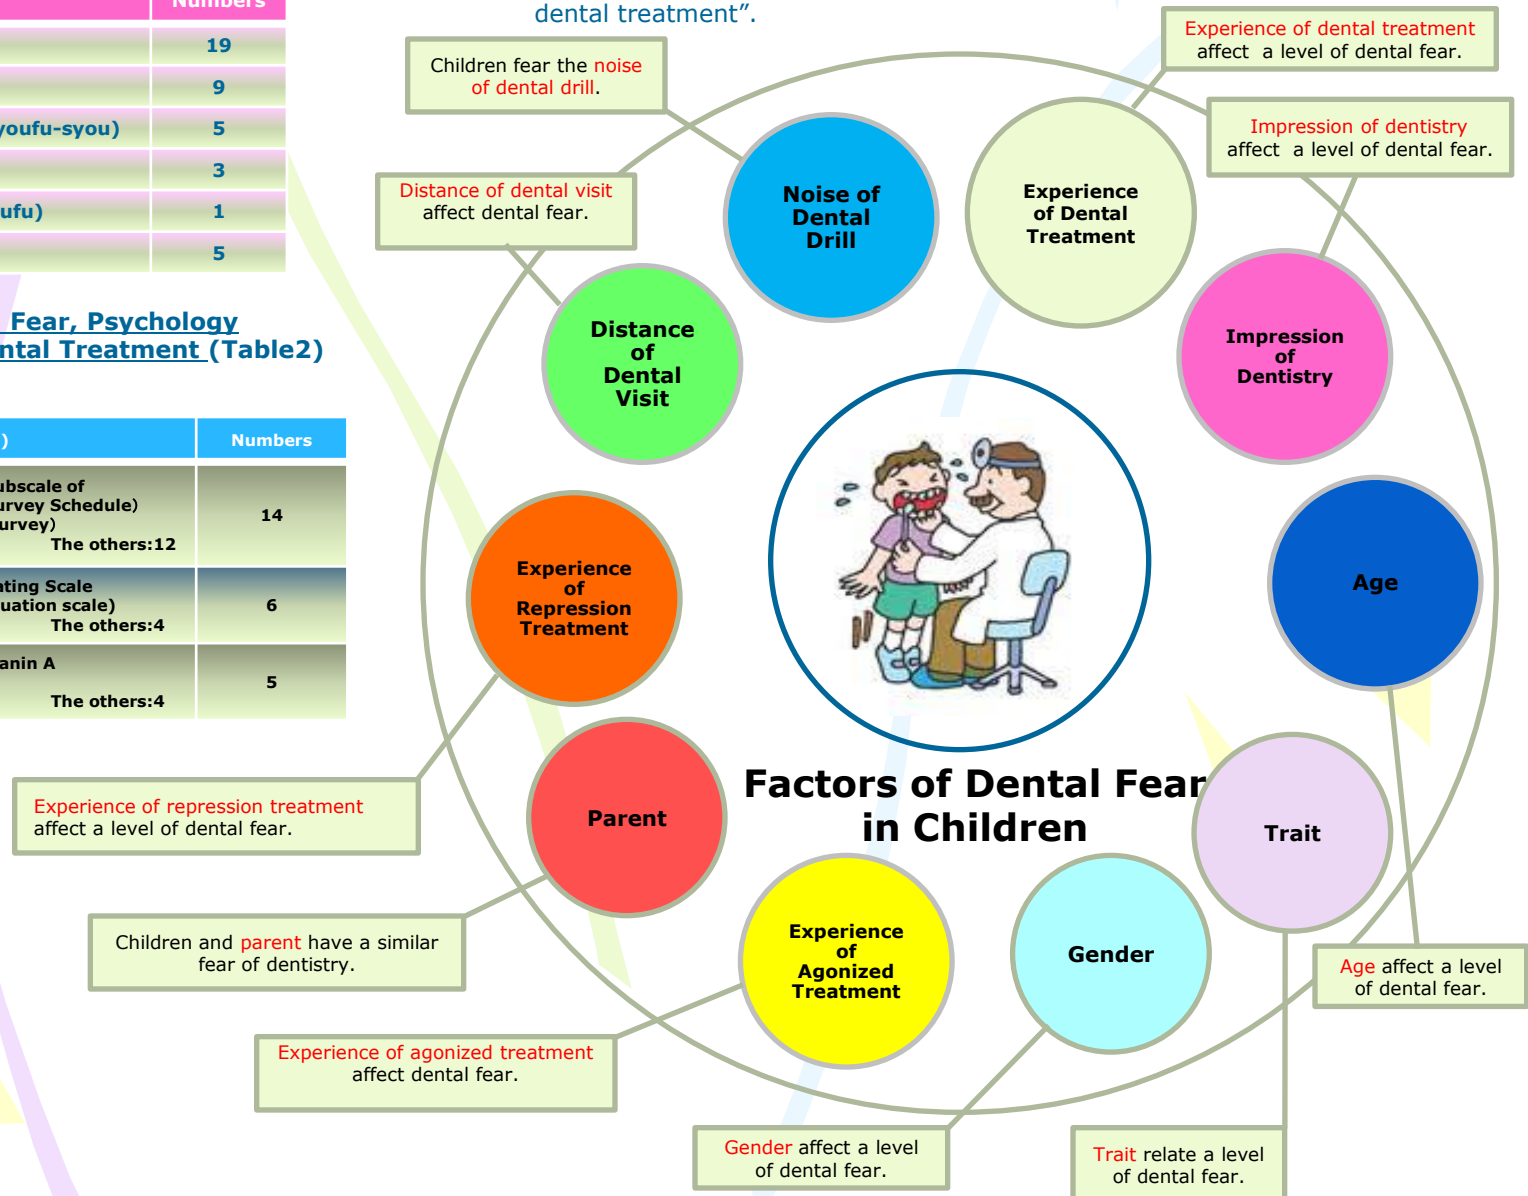 Numbers
19
9
youfu-syou) 5
3
ufu) 1
5
Fear, Psychology
ntal Treatment (Table2)
) Numbers
ubscale of
urvey Schedule)
urvey)
The others:12
14
ating Scale
uation scale)
The others:4
6
anin A
The others:4
5
dental treatment”.
Children fear the noise
of dental drill.
Experience of dental treatment
affect a level of dental fear.
Impression of dentistry
affect a level of dental fear.
Distance of dental visit
affect dental fear.
Noise of
Dental
Drill
Experience
of Dental
Treatment
Distance
of
Dental
Visit
Impression
of
Dentistry
Experience
of
Repression
Treatment
Age
Factors of Dental Fear
in Children
Parent
Trait
Experience
of
Agonized
Treatment
Gender
Experience of repression treatment
affect a level of dental fear.
Children and parent have a similar
fear of dentistry.
Age affect a level
of dental fear.
Experience of agonized treatment
affect dental fear.
Gender affect a level
of dental fear.
Trait relate a level
of dental fear.